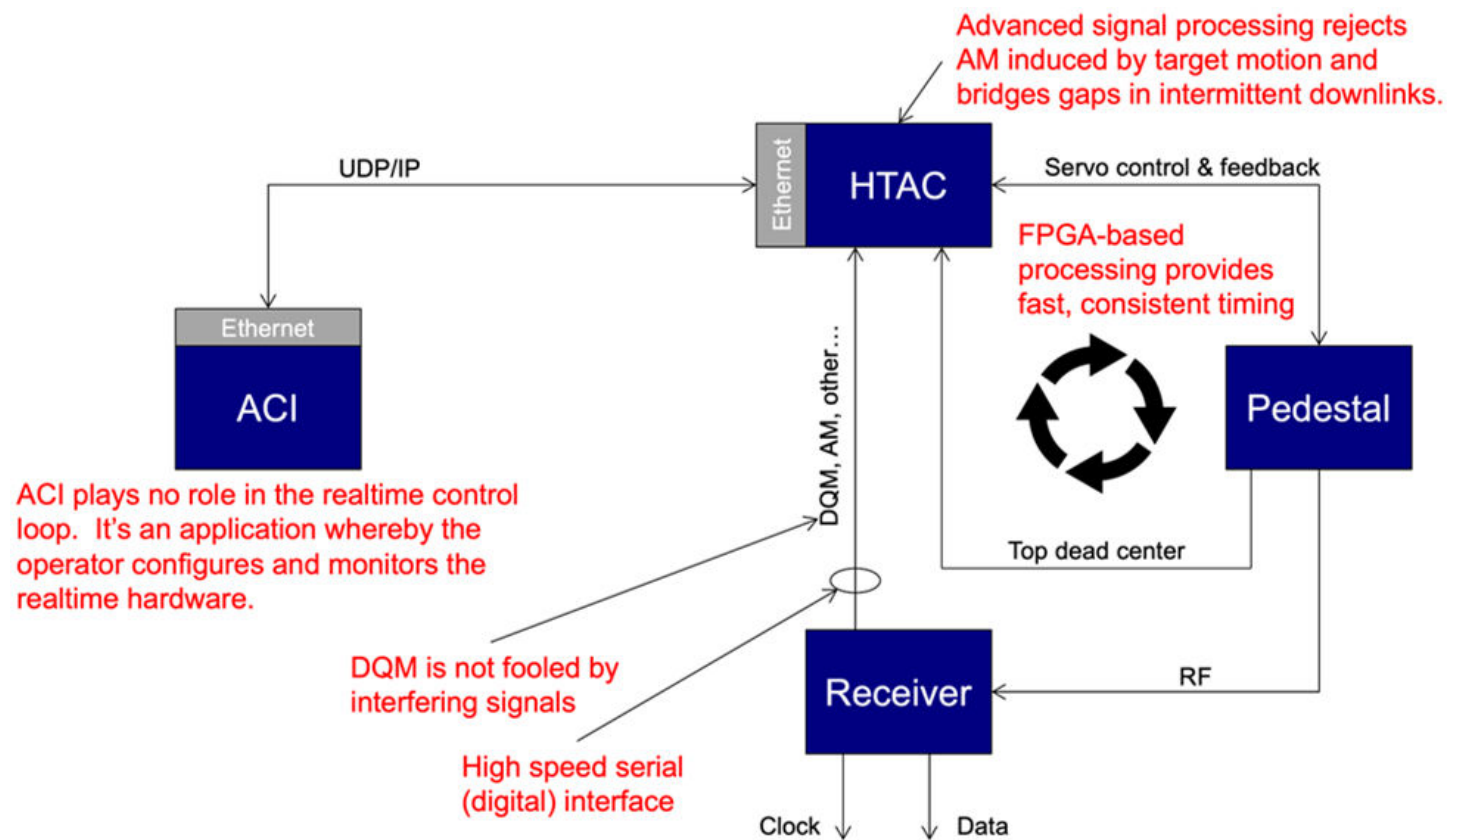 Advanced signal processing rejects
AM induced by target motion and
bridges gaps in intermittent downlinks.
UDP/IP
Ethernet
HTAC
Servo control & feedback
FPGA-based
processing provides
fast, consistent timing
Ethernet
ACI
DQM, AM, other...
Pedestal
ACI plays no role in the realtime control
loop.  It's an application whereby the
operator configures and monitors the
realtime hardware.
Top dead center
DQM is not fooled by
interfering signals
RF
Receiver
High speed serial
(digital) interface
Clock
Data